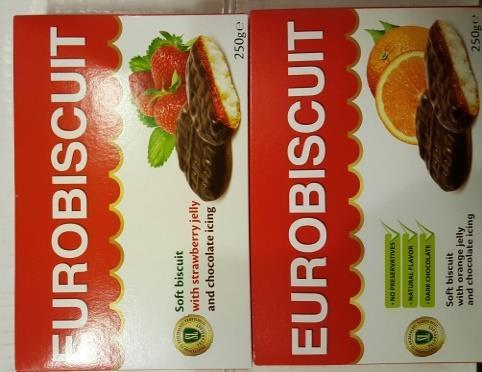 EUROBISCUIT
250g℮
Soft biscuit
with strawberry jelly
and chocolate icing
EUROBISCUIT
250g℮
• NO PRESERVATIVES
• NATURAL FLAVOR
• DARK CHOCOLATE
Soft biscuit
with orange jelly
and chocolate icing